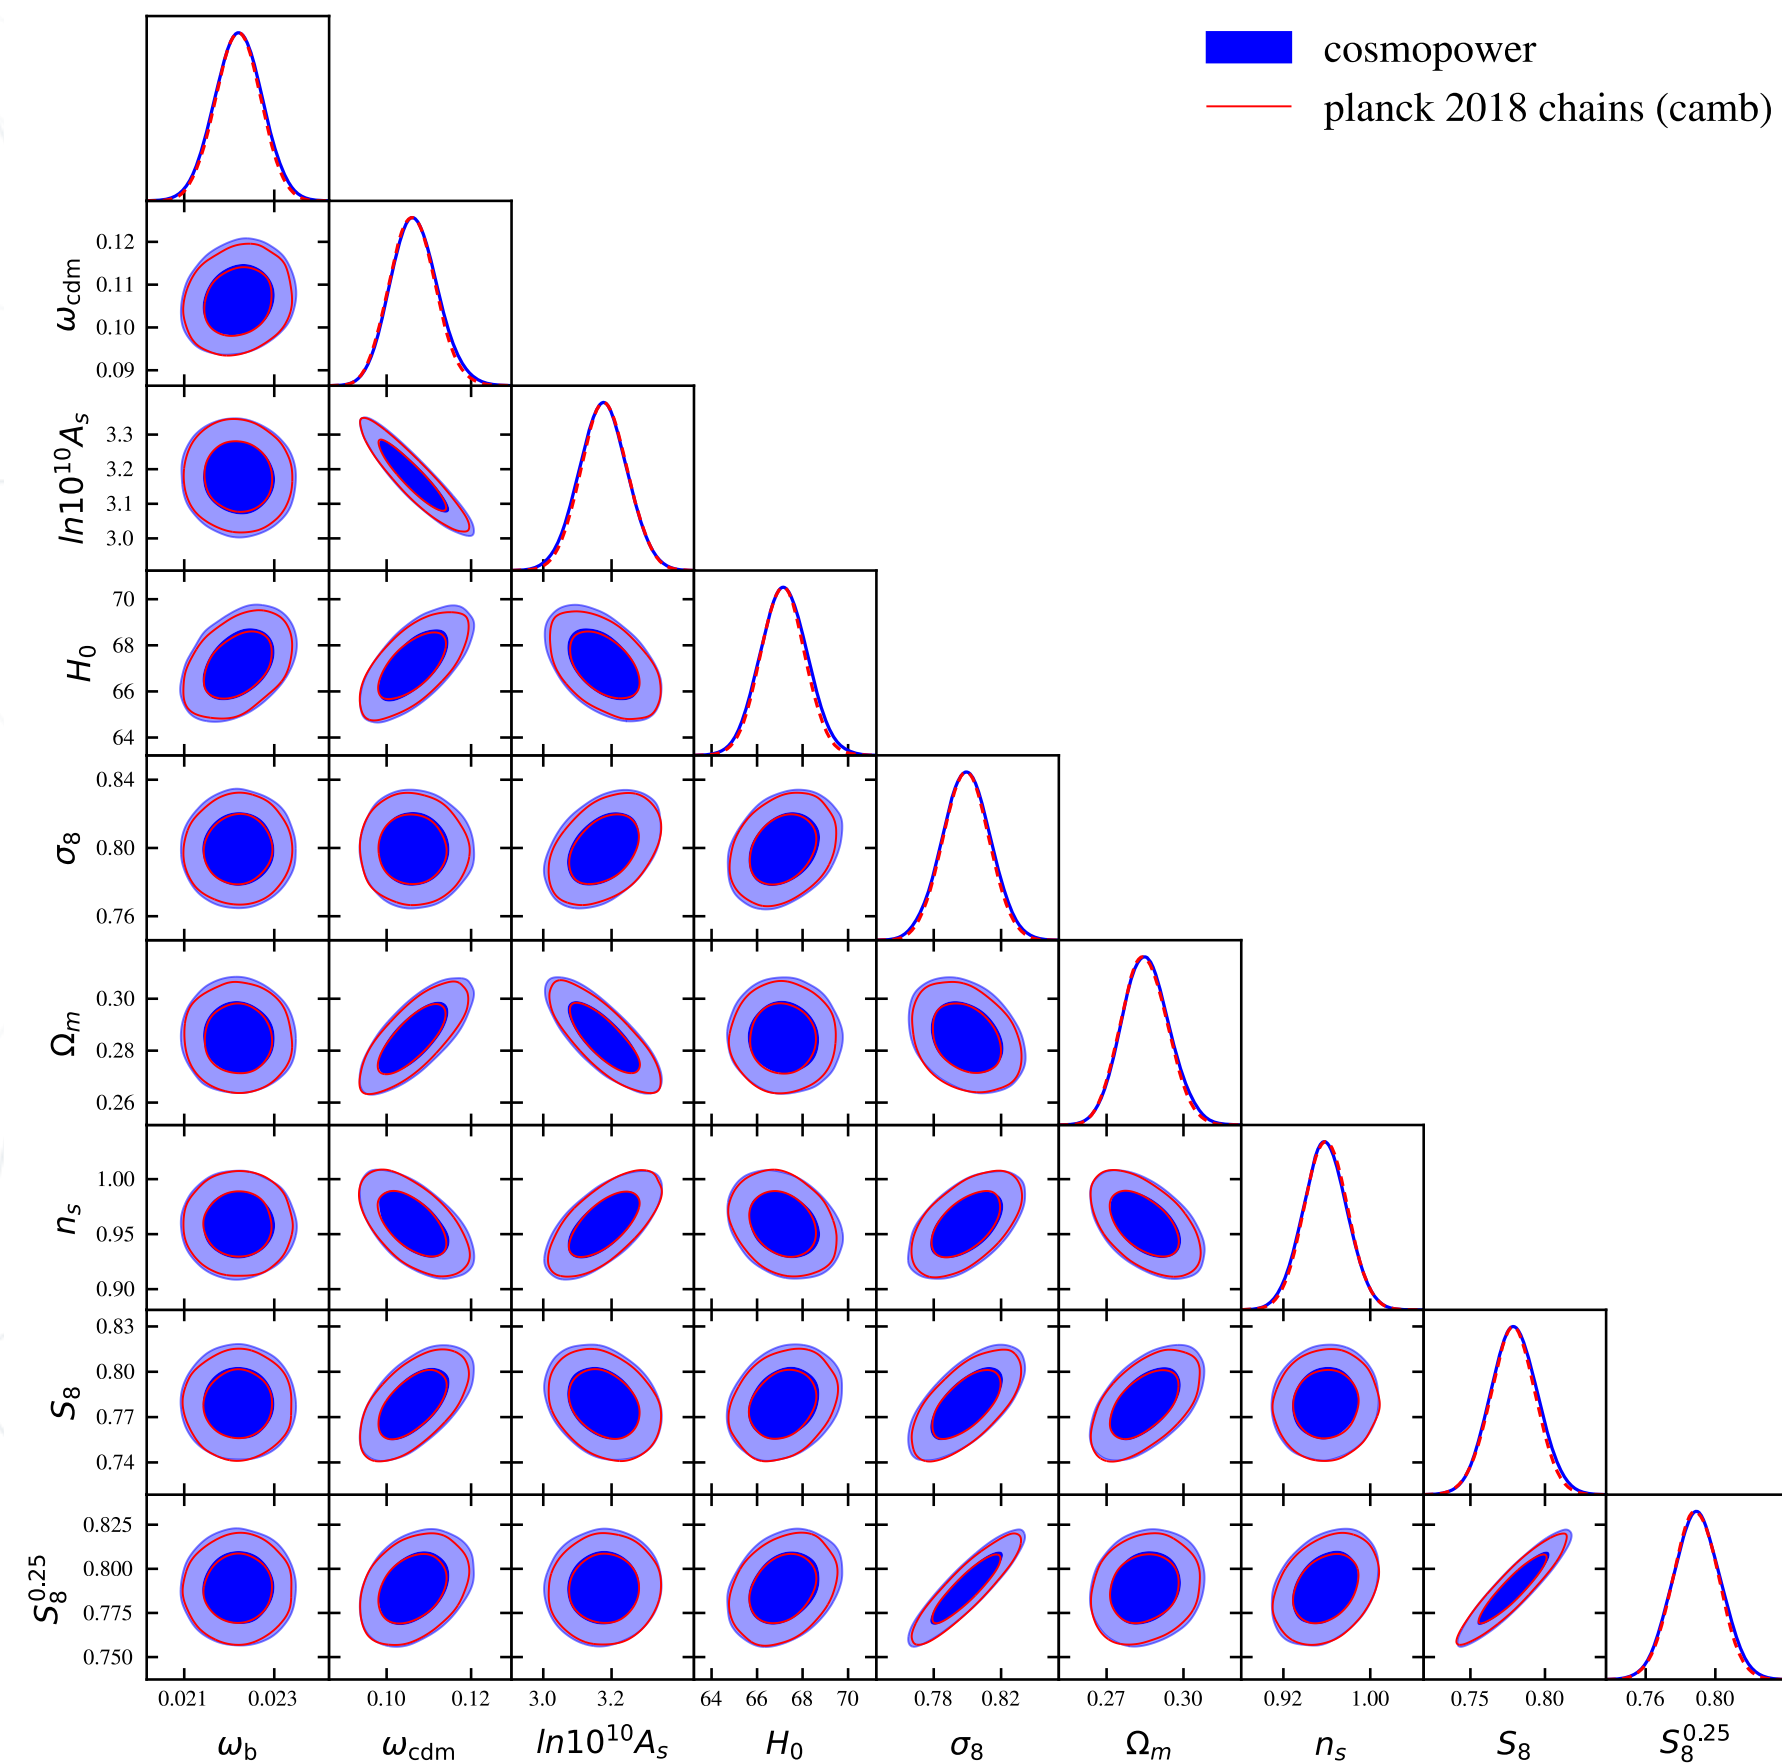 cosmopower
planck 2018 chains (camb)
ω_cdm
0.12
0.11
0.10
0.09
ln10^10 A_s
3.3
3.2
3.1
3.0
H_0
70
68
66
64
σ_8
0.84
0.80
0.76
Ω_m
0.30
0.28
0.26
n_s
1.00
0.95
0.90
S_8
0.83
0.80
0.77
0.74
S_8^0.25
0.825
0.800
0.775
0.750
0.021 0.023 0.10 0.12 3.0 3.2 64 66 68 70 0.78 0.82 0.27 0.30 0.92 1.00 0.75 0.80 0.76 0.80
ω_b ω_cdm ln10^10 A_s H_0 σ_8 Ω_m n_s S_8 S_8^0.25